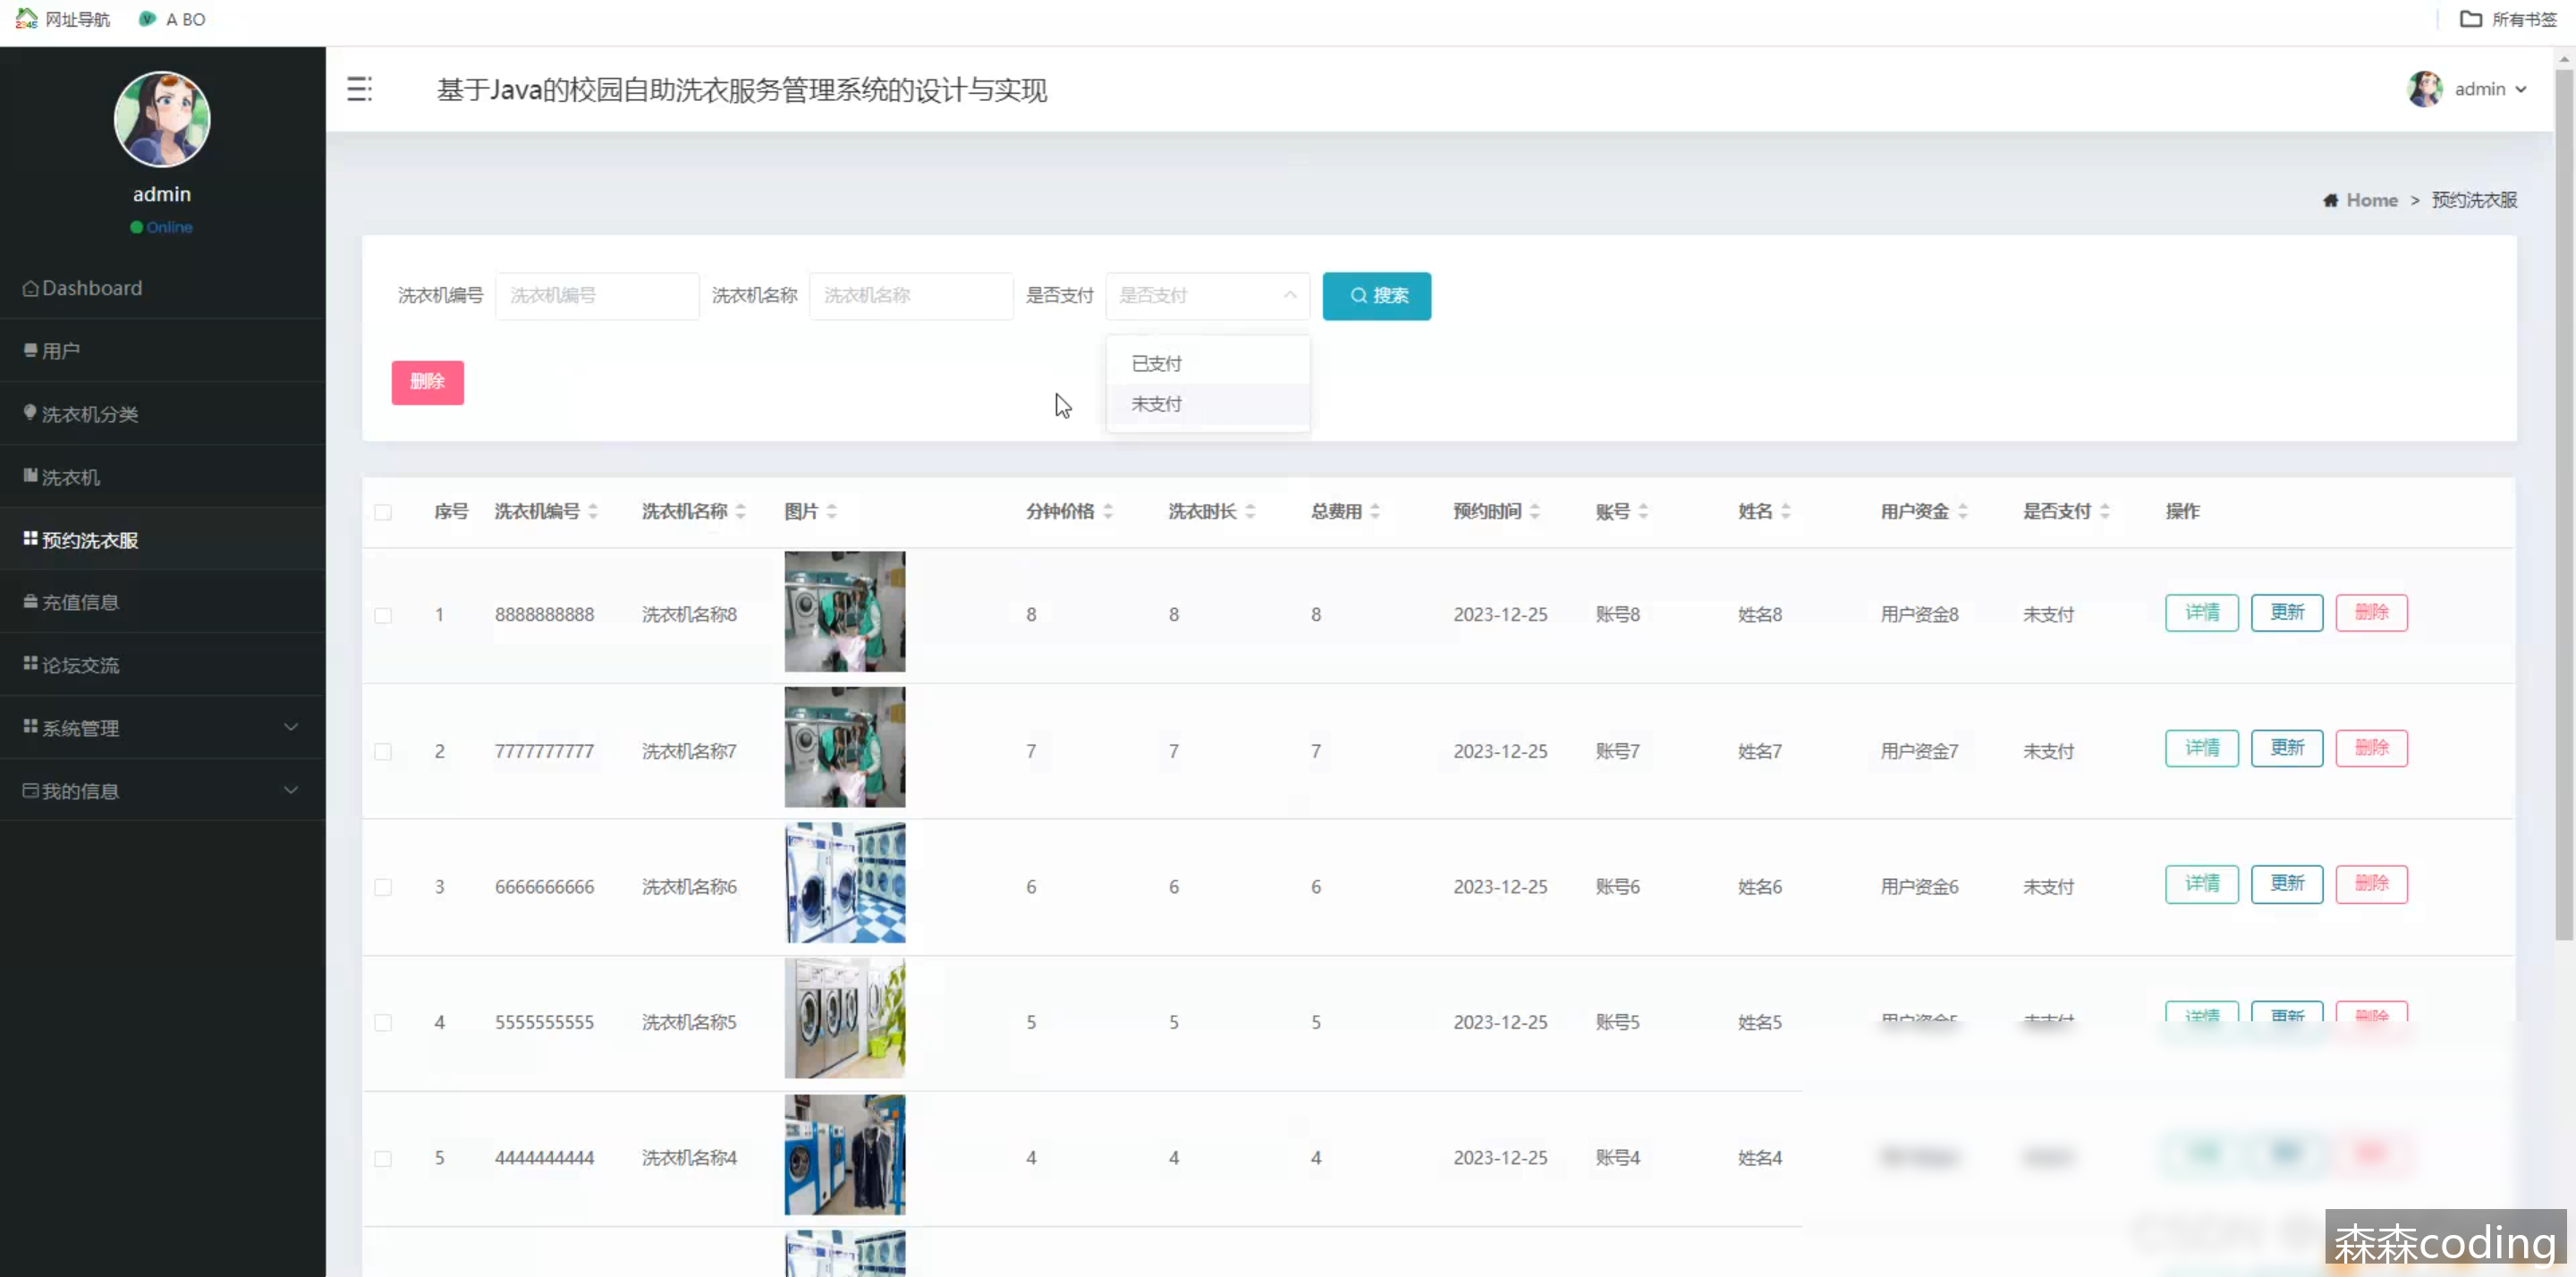 网址导航 A BO 所有书签
基于Java的校园自助洗衣服务管理系统的设计与实现 admin
admin
Online
Home > 预约洗衣服
Dashboard
用户
洗衣机分类
洗衣机
预约洗衣服
充值信息
论坛交流
系统管理
我的信息
洗衣机编号 洗衣机编号 洗衣机名称 洗衣机名称 是否支付 是否支付 搜索
已支付
未支付
删除
序号 洗衣机编号 洗衣机名称 图片 分钟价格 洗衣时长 总费用 预约时间 账号 姓名 用户资金 是否支付 操作
1 8888888888 洗衣机名称8 8 8 8 2023-12-25 账号8 姓名8 用户资金8 未支付 详情 更新 删除
2 7777777777 洗衣机名称7 7 7 7 2023-12-25 账号7 姓名7 用户资金7 未支付 详情 更新 删除
3 6666666666 洗衣机名称6 6 6 6 2023-12-25 账号6 姓名6 用户资金6 未支付 详情 更新 删除
4 5555555555 洗衣机名称5 5 5 5 2023-12-25 账号5 姓名5 用户资金5 未支付 详情 更新 删除
5 4444444444 洗衣机名称4 4 4 4 2023-12-25 账号4 姓名4
森森coding